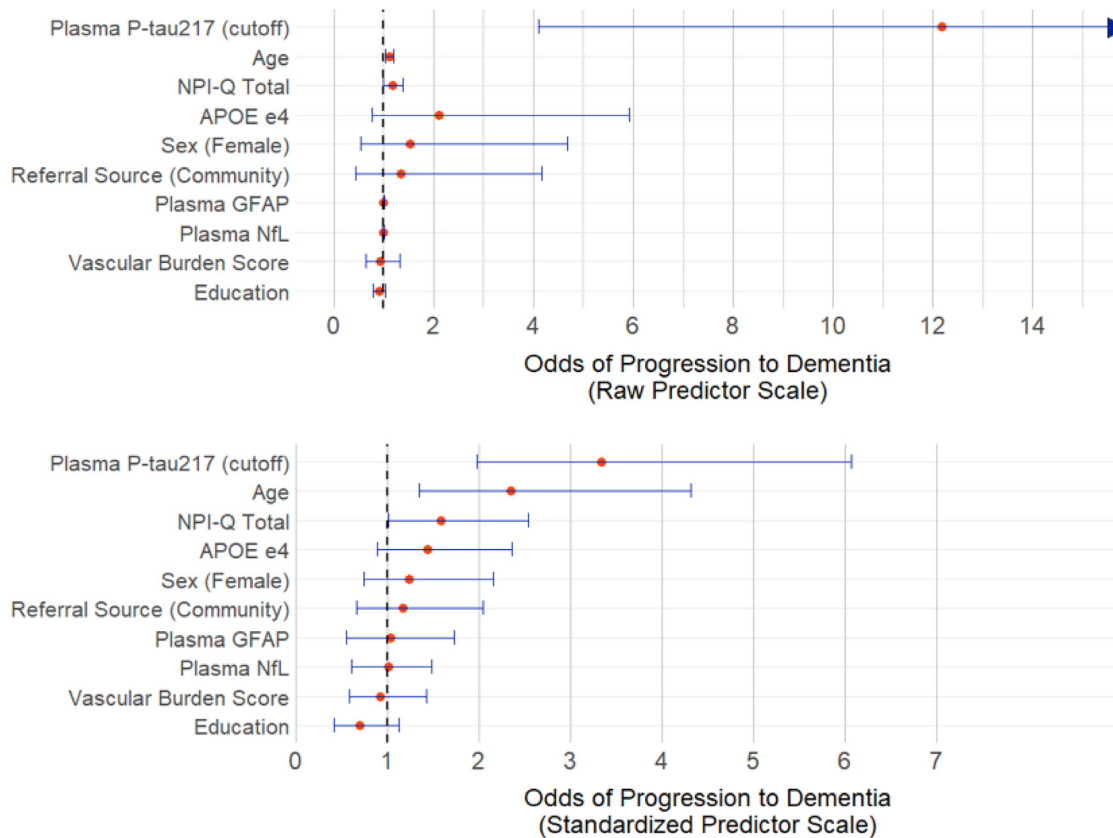 Plasma P-tau217 (cutoff)
Age
NPI-Q Total
APOE e4
Sex (Female)
Referral Source (Community)
Plasma GFAP
Plasma NfL
Vascular Burden Score
Education
0 2 4 6 8 10 12 14
Odds of Progression to Dementia
(Raw Predictor Scale)
Plasma P-tau217 (cutoff)
Age
NPI-Q Total
APOE e4
Sex (Female)
Referral Source (Community)
Plasma GFAP
Plasma NfL
Vascular Burden Score
Education
0 1 2 3 4 5 6 7
Odds of Progression to Dementia
(Standardized Predictor Scale)